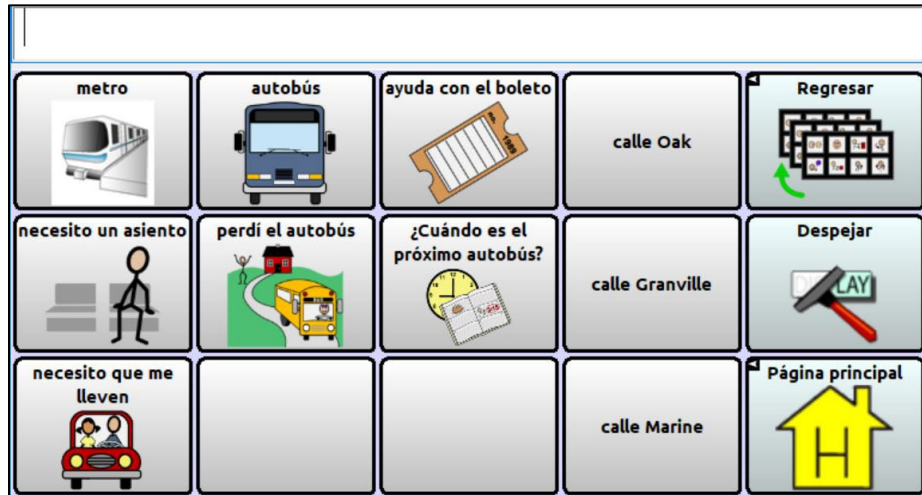 metro
autobús
ayuda con el boleto
calle Oak
Regresar
necesito un asiento
perdí el autobús
¿Cuándo es el
próximo autobús?
calle Granville
Despejar
LAY
necesito que me
lleven
calle Marine
Página principal
H